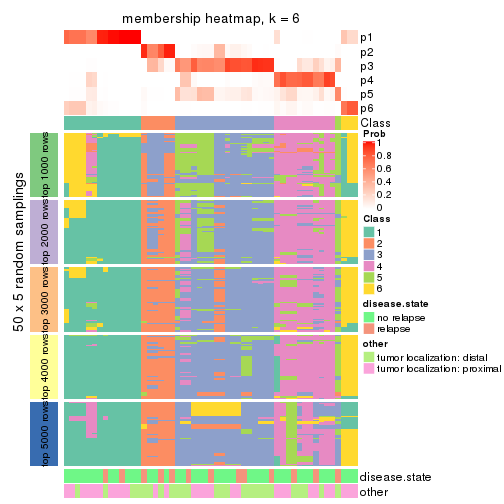 membership heatmap, k = 6
p1
p2
p3
p4
p5
p6
Class
50 x 5 random samplings
top 1000 rows
top 2000 rows
top 3000 rows
top 4000 rows
top 5000 rows
Prob
1
0.8
0.6
0.4
0.2
0
Class
1
2
3
4
5
6
disease.state
no relapse
relapse
other
tumor localization: distal
tumor localization: proximal
disease.state
other